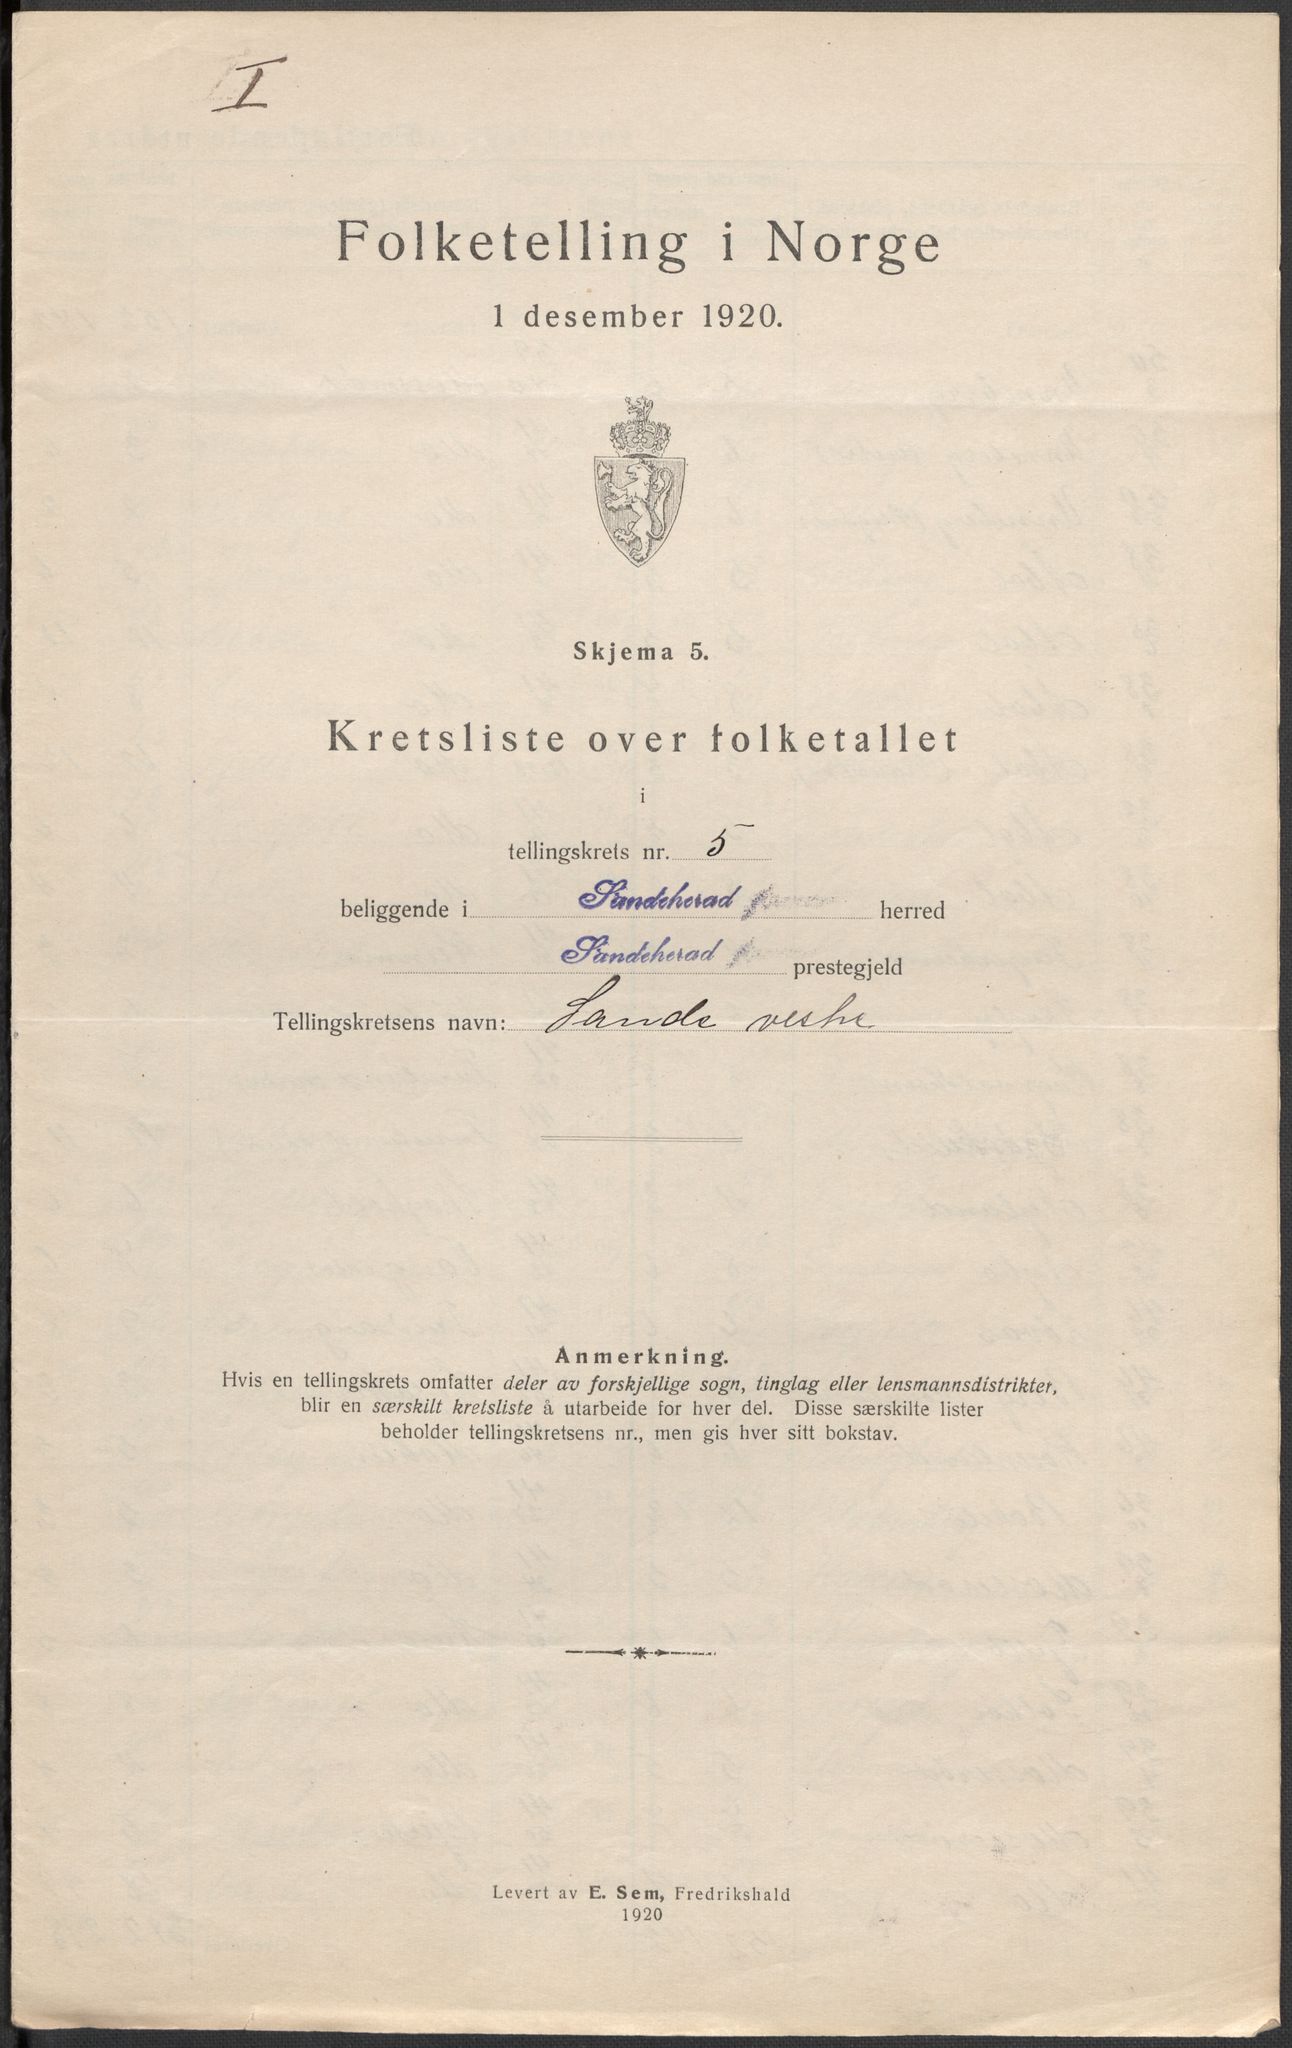 I
Folketelling i Norge
1 desember 1920.
Skjema 5.
Kretsliste over folketallet
i
tellingskrets nr. 5
beliggende i Sandeherad herred
Sandeherad prestegjeld
Tellingskretsens navn: Sande vestre
Anmerkning.
Hvis en tellingskrets omfatter deler av forskjellige sogn, tinglag eller lensmannsdistrikter,
blir en særskilt kretsliste å utarbeide for hver del. Disse særskilte lister
beholder tellingskretsens nr., men gis hver sitt bokstav.
Levert av E. Sem, Fredrikshald
1920